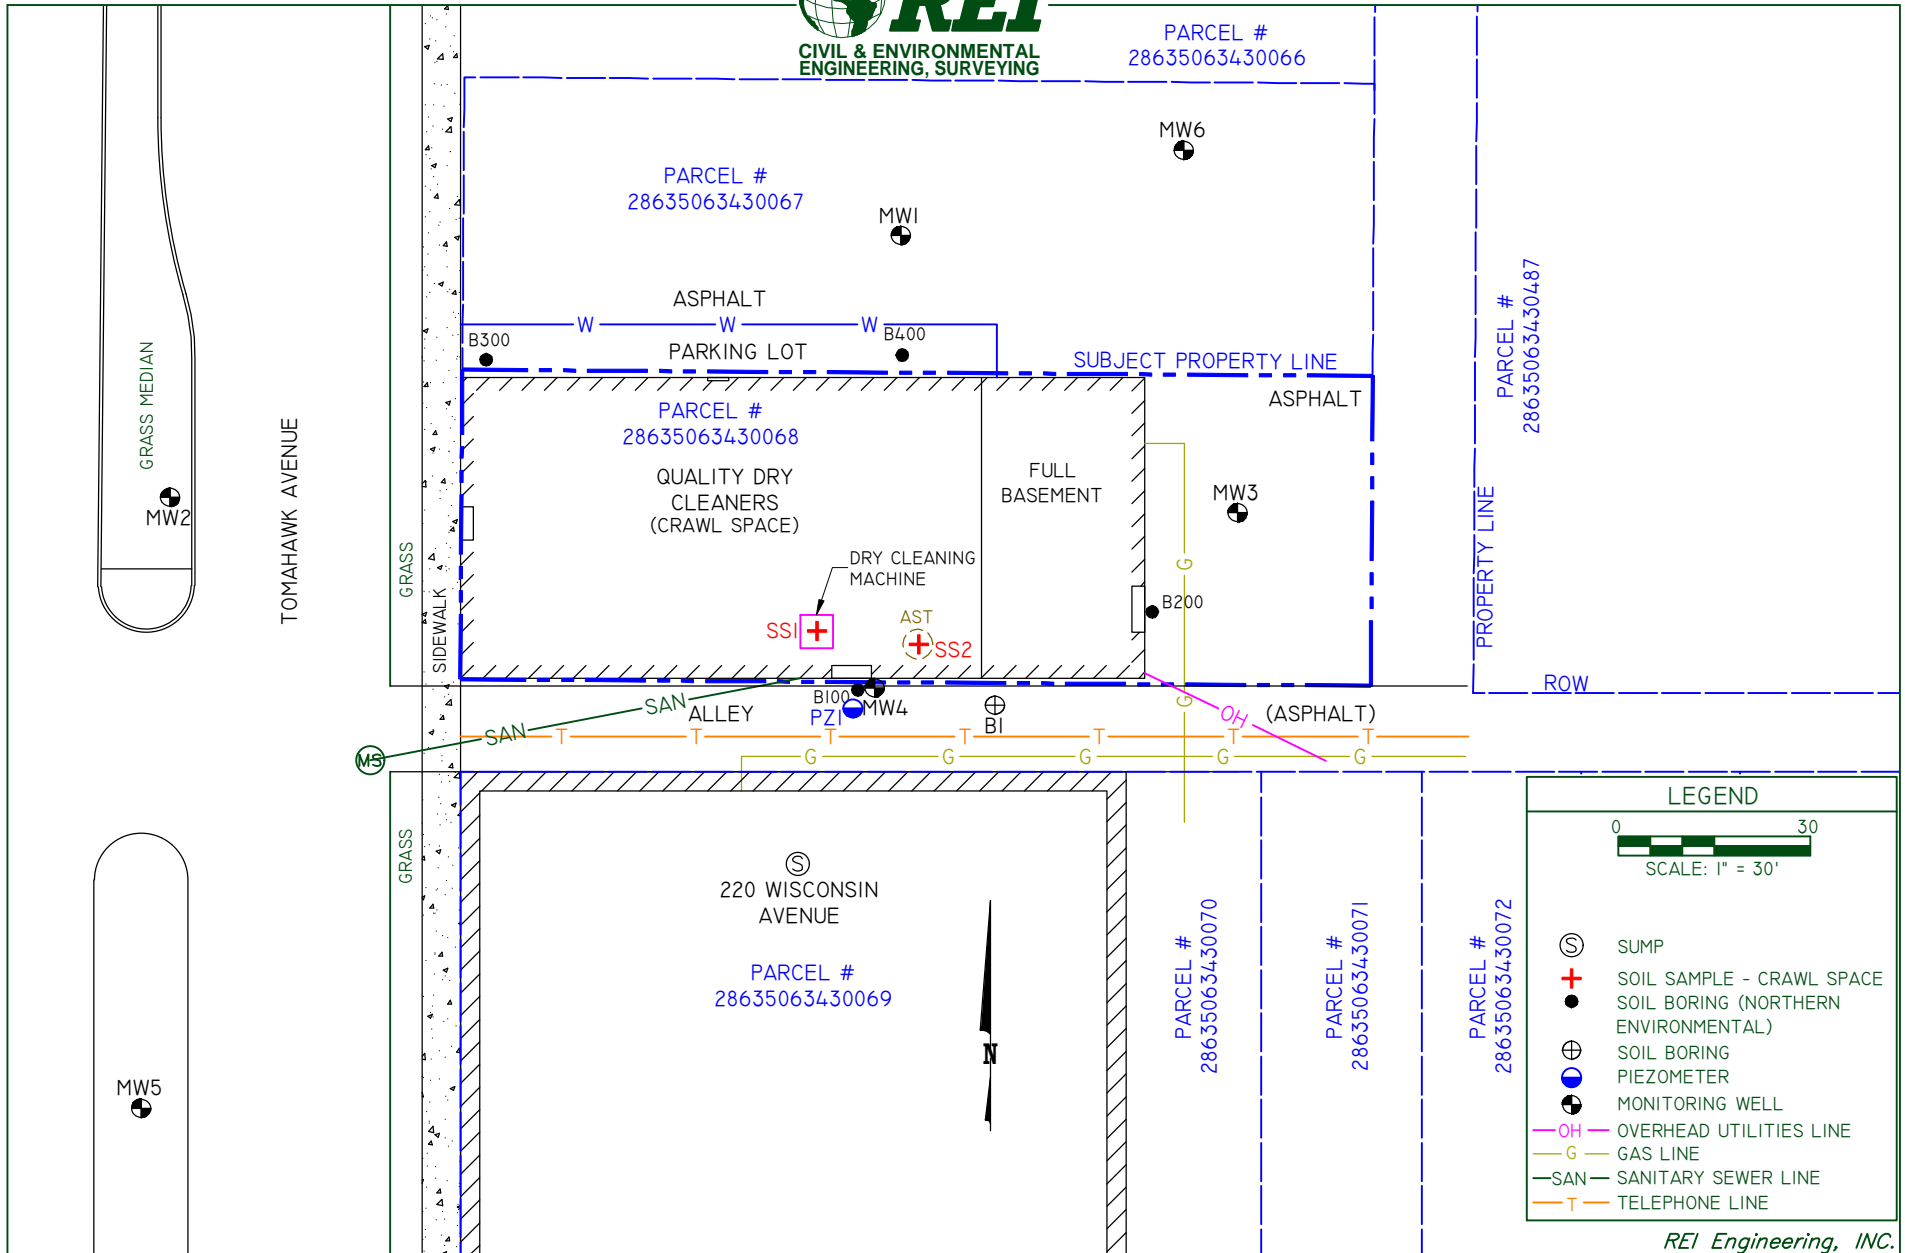 REI
CIVIL & ENVIRONMENTAL
ENGINEERING, SURVEYING
PARCEL #
28635063430066
MW6
PARCEL #
28635063430067
MW1
ASPHALT
W W W
B300
B400
PARKING LOT
SUBJECT PROPERTY LINE
ASPHALT
PARCEL #
28635063430487
GRASS MEDIAN
MW2
TOMAHAWK AVENUE
GRASS
SIDEWALK
PARCEL #
28635063430068
QUALITY DRY
CLEANERS
(CRAWL SPACE)
FULL
BASEMENT
MW3
G
PROPERTY LINE
DRY CLEANING
MACHINE
B200
SS1
AST
SS2
ROW
B100
MW4
PZ1
B1
SAN
SAN
ALLEY
G
OH
(ASPHALT)
T T T T T T T
MS
G G G G G
GRASS
S
220 WISCONSIN
AVENUE
PARCEL #
28635063430069
N
PARCEL #
28635063430070
PARCEL #
28635063430071
PARCEL #
28635063430072
MW5
LEGEND
0 30
SCALE: 1" = 30'
S SUMP
SOIL SAMPLE - CRAWL SPACE
SOIL BORING (NORTHERN
ENVIRONMENTAL)
SOIL BORING
PIEZOMETER
MONITORING WELL
OH OVERHEAD UTILITIES LINE
G GAS LINE
SAN SANITARY SEWER LINE
T TELEPHONE LINE
REI Engineering, INC.